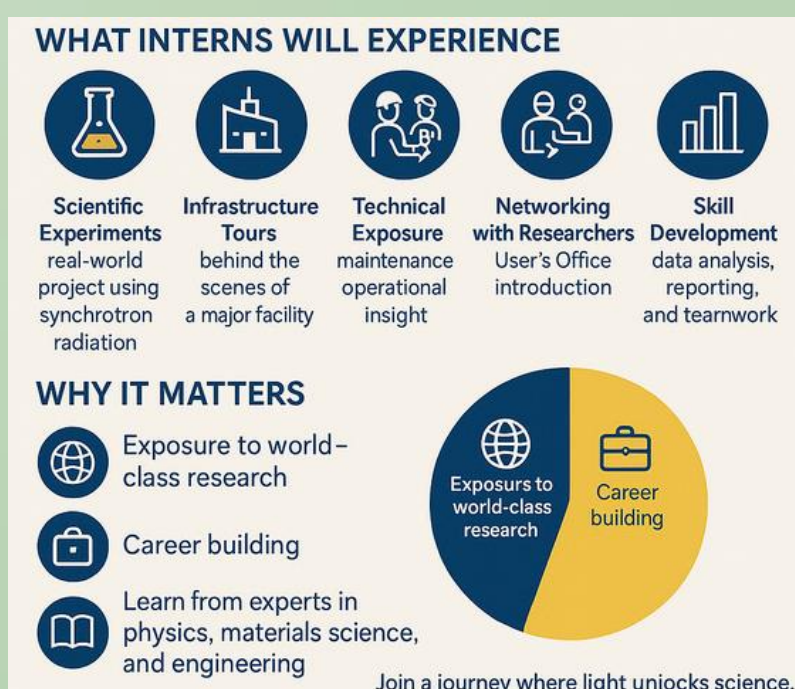 WHAT INTERNS WILL EXPERIENCE
Scientific
Experiments
real-world
project using
synchrotron
radiation
Infrastructure
Tours
behind the
scenes of
a major facility
Technical
Exposure
maintenance
operational
insight
Networking
with Researchers
User's Office
introduction
Skill
Development
data analysis,
reporting,
and tearnwork
WHY IT MATTERS
Exposure to world–
class research
Career building
Learn from experts in
physics, materials science,
and engineering
Exposurs to
world-class
research
Career
building
Join a journey where light unlocks science.